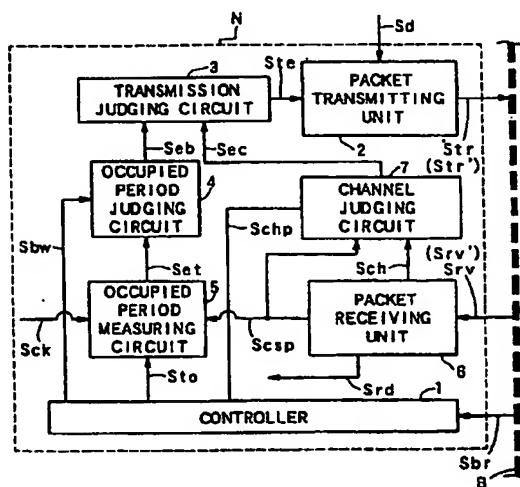 N
Sd
3
TRANSMISSION
JUDGING CIRCUIT
Ste
PACKET
TRANSMITTING
UNIT
Str
2
(Str')
Seb
Sec
7
OCCUPIED
PERIOD
JUDGING
CIRCUIT
4
CHANNEL
JUDGING
CIRCUIT
Sbw
Schp
(Srv')
Set
Sch
Srv
5
OCCUPIED
PERIOD
MEASURING
CIRCUIT
PACKET
RECEIVING
UNIT
Sck
Scsp
6
Sto
Srd
1
CONTROLLER
Sbr
B